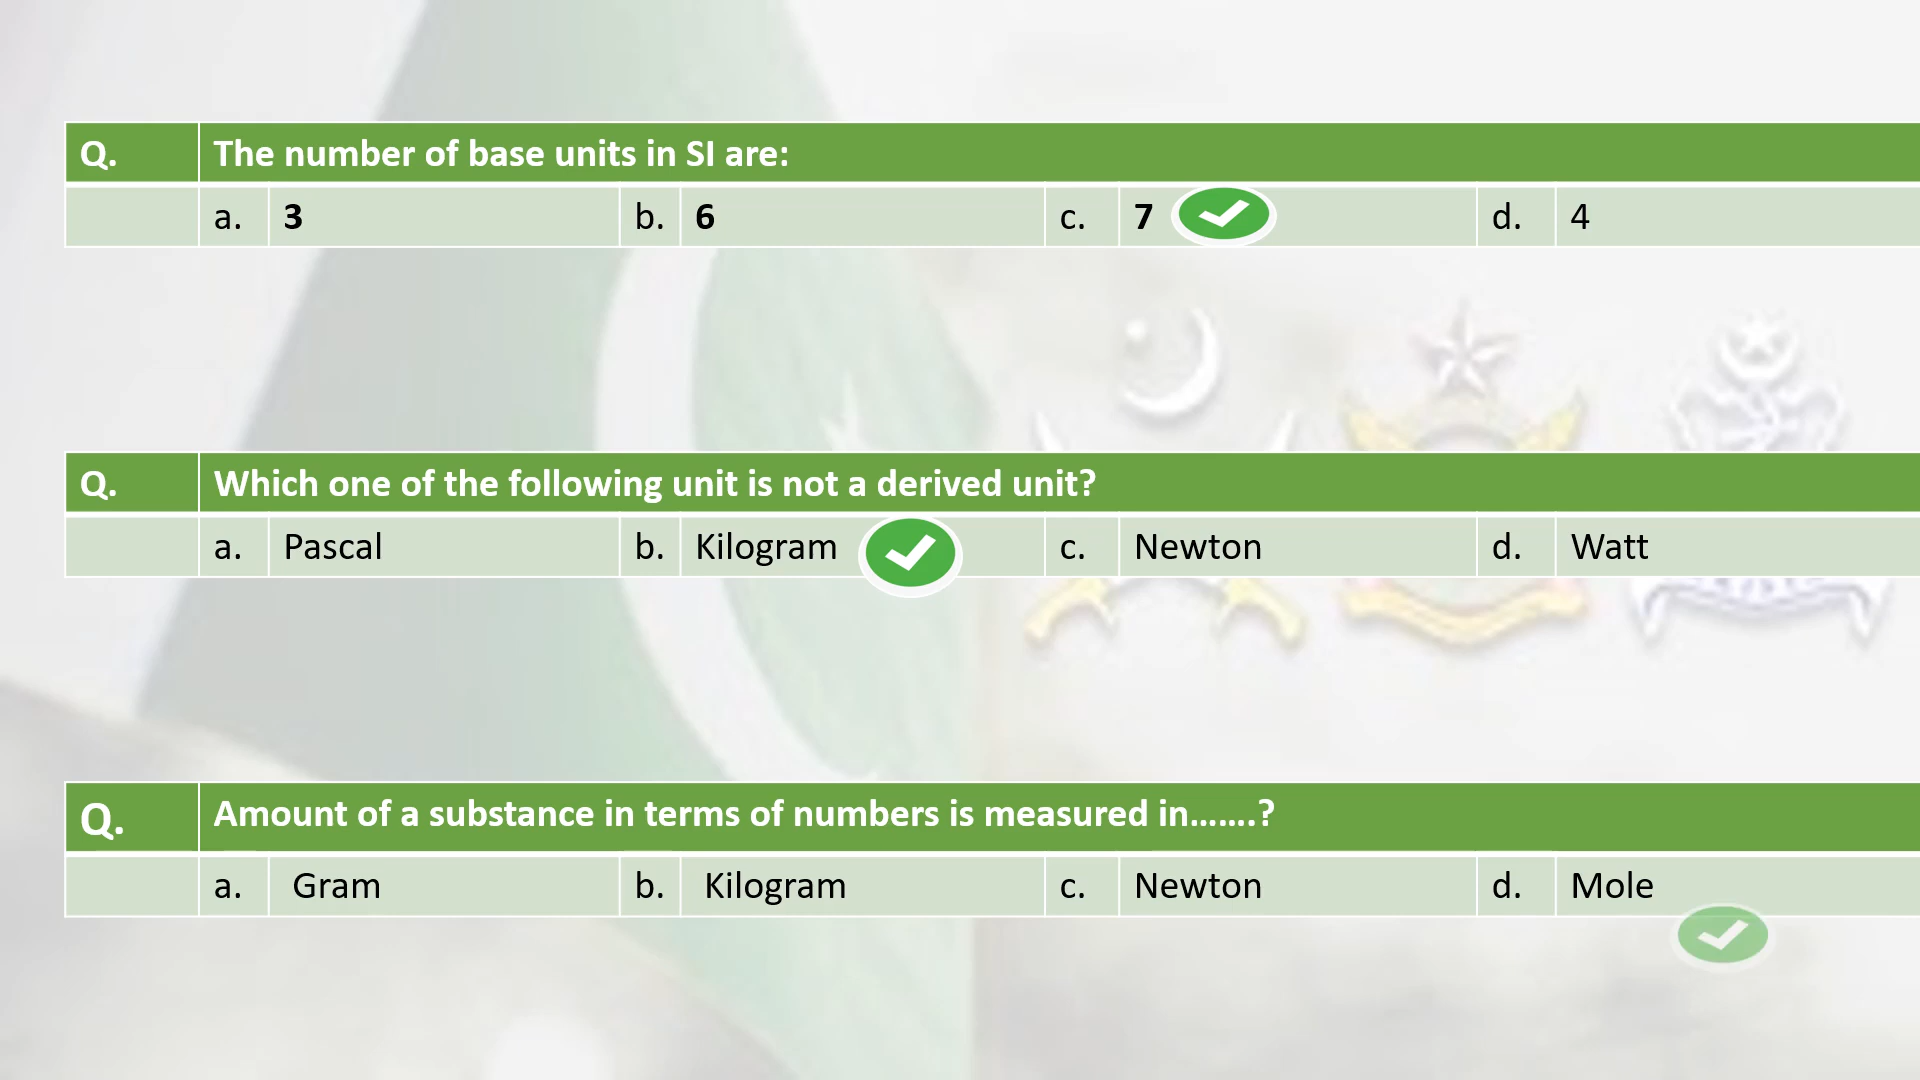 Q. The number of base units in SI are:
a. 3 b. 6 c. 7 d. 4
Q. Which one of the following unit is not a derived unit?
a. Pascal b. Kilogram c. Newton d. Watt
Q. Amount of a substance in terms of numbers is measured in…….?
a. Gram b. Kilogram c. Newton d. Mole